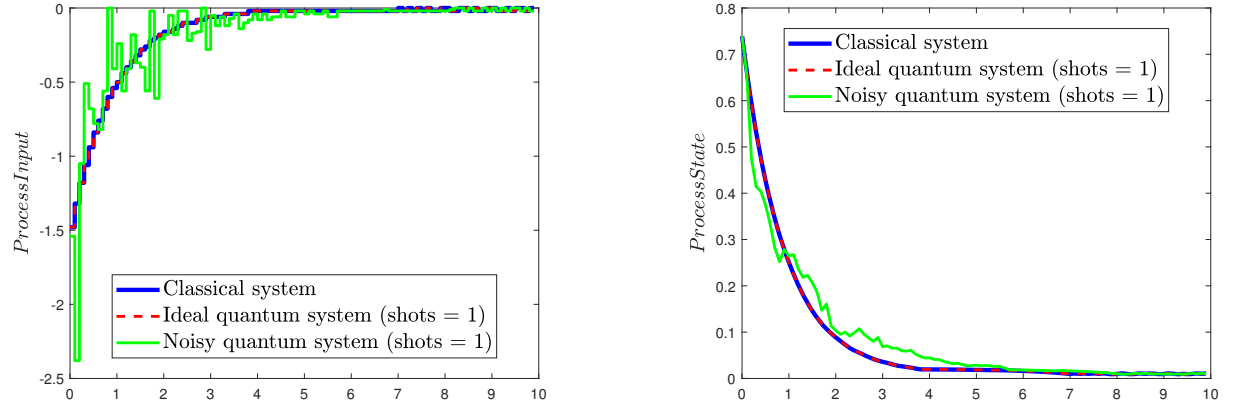 0
-0.5
-1
-1.5
-2
-2.5
ProcessInput
Classical system
Ideal quantum system (shots = 1)
Noisy quantum system (shots = 1)
0 1 2 3 4 5 6 7 8 9 10
0.8
0.7
0.6
0.5
0.4
0.3
0.2
0.1
0
ProcessState
Classical system
Ideal quantum system (shots = 1)
Noisy quantum system (shots = 1)
0 1 2 3 4 5 6 7 8 9 10